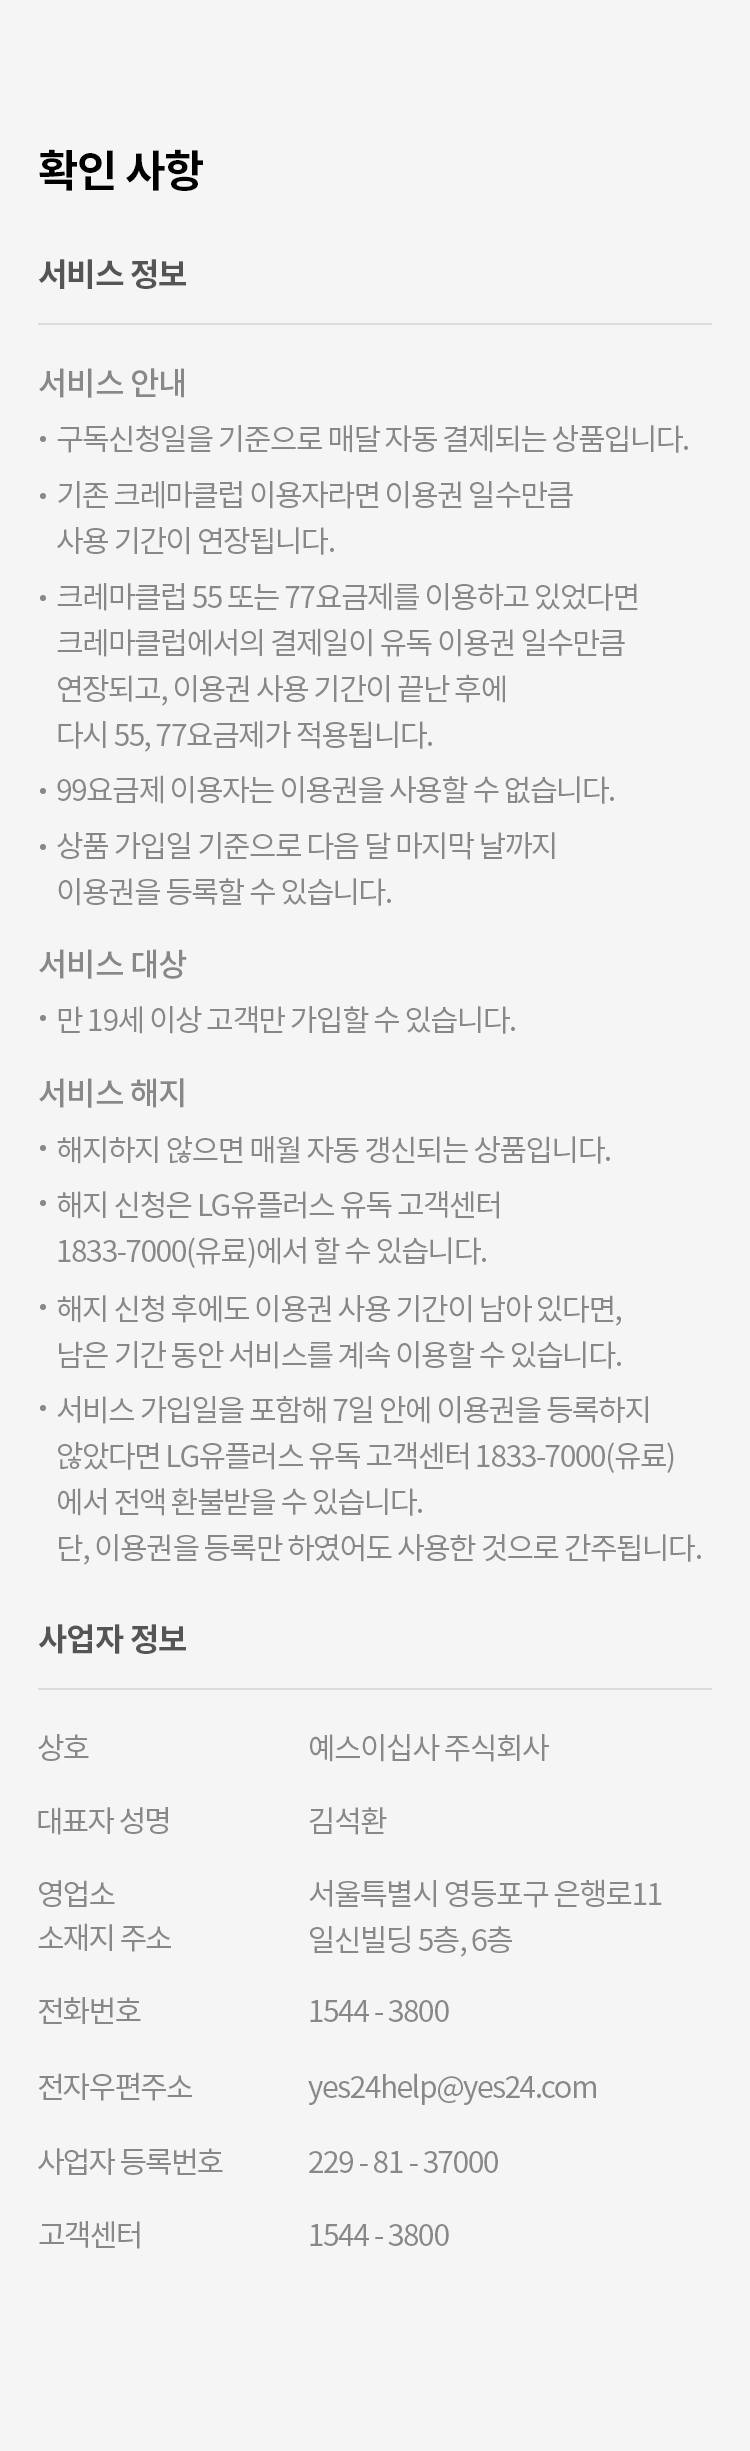 확인 사항
서비스 정보
서비스 안내
• 구독신청일을 기준으로 매달 자동 결제되는 상품입니다.
• 기존 크레마클럽 이용자라면 이용권 일수만큼
사용 기간이 연장됩니다.
• 크레마클럽 55 또는 77요금제를 이용하고 있었다면
크레마클럽에서의 결제일이 유독 이용권 일수만큼
연장되고, 이용권 사용 기간이 끝난 후에
다시 55, 77요금제가 적용됩니다.
• 99요금제 이용자는 이용권을 사용할 수 없습니다.
• 상품 가입일 기준으로 다음 달 마지막 날까지
이용권을 등록할 수 있습니다.
서비스 대상
• 만 19세 이상 고객만 가입할 수 있습니다.
서비스 해지
• 해지하지 않으면 매월 자동 갱신되는 상품입니다.
• 해지 신청은 LG유플러스 유독 고객센터
1833-7000(유료)에서 할 수 있습니다.
• 해지 신청 후에도 이용권 사용 기간이 남아 있다면,
남은 기간 동안 서비스를 계속 이용할 수 있습니다.
• 서비스 가입일을 포함해 7일 안에 이용권을 등록하지
않았다면 LG유플러스 유독 고객센터 1833-7000(유료)
에서 전액 환불받을 수 있습니다.
단, 이용권을 등록만 하였어도 사용한 것으로 간주됩니다.
사업자 정보
상호 예스이십사 주식회사
대표자 성명 김석환
영업소 서울특별시 영등포구 은행로11
소재지 주소 일신빌딩 5층, 6층
전화번호 1544 - 3800
전자우편주소 yes24help@yes24.com
사업자 등록번호 229 - 81 - 37000
고객센터 1544 - 3800